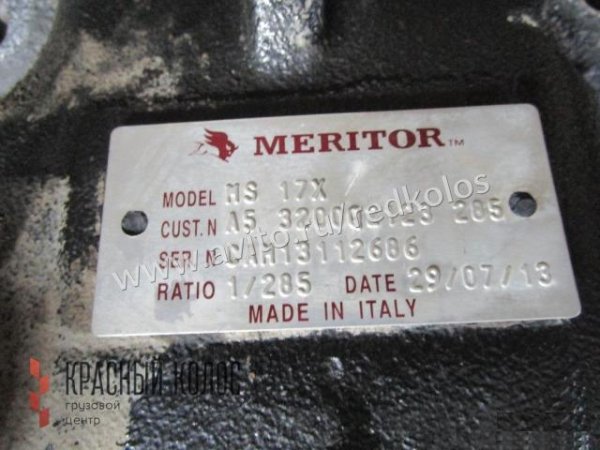 MERITOR™
MODEL MS 17X
CUST.N A5 285
SER.N
RATIO 1/285 DATE 29/07/13
MADE IN ITALY
www.avito.ru/redkolos
КРАСНЫЙ КОЛОС
грузовой
центр